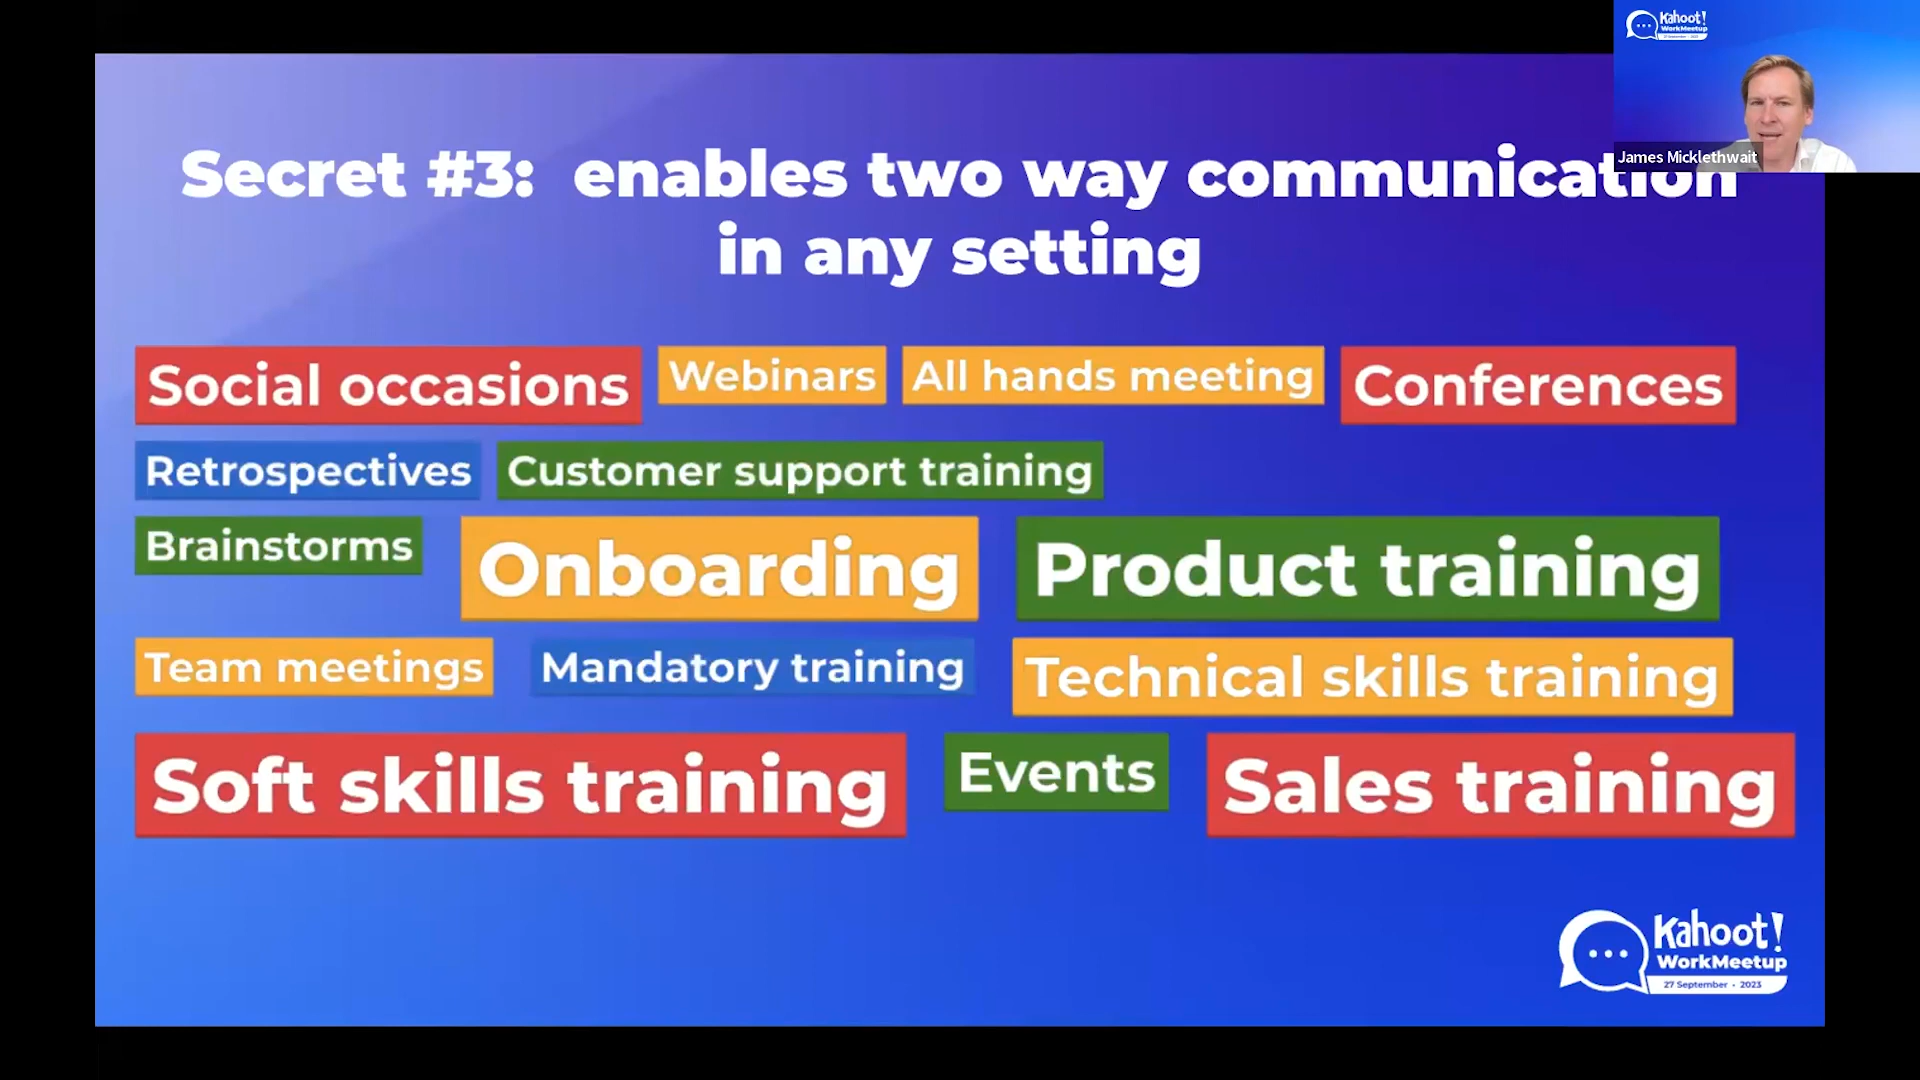 Kahoot!
WorkMeetup
James Micklethwait
Secret #3: enables two way communication
in any setting
Social occasions Webinars All hands meeting Conferences
Retrospectives Customer support training
Brainstorms Onboarding Product training
Team meetings Mandatory training Technical skills training
Soft skills training Events Sales training
Kahoot!
WorkMeetup
27 September • 2023